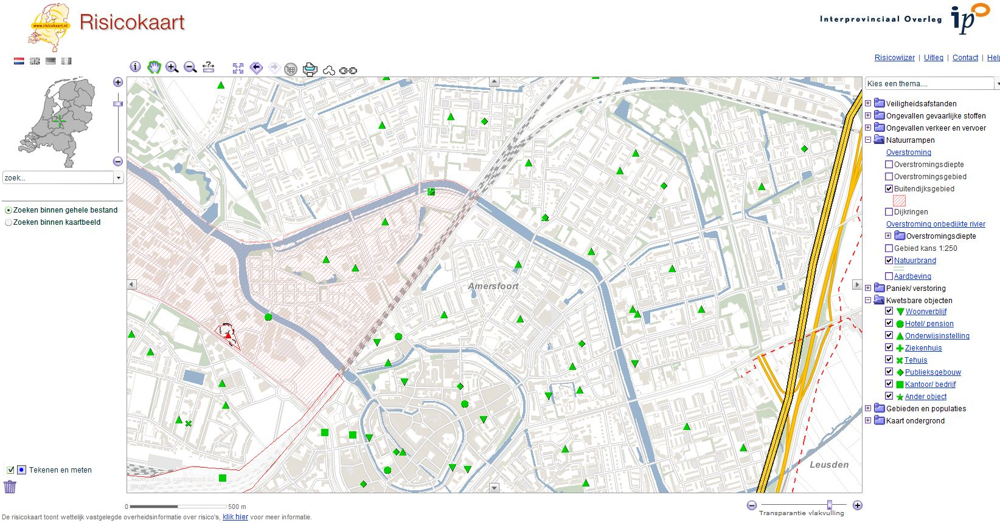 www.risicokaart.nl
Risicokaart
Interprovinciaal Overleg
ip
Risicowijzer | Uitleg | Contact | Hel
Kies een thema....
zoek...
Zoeken binnen gehele bestand
Zoeken binnen kaartbeeld
Veiligheidsafstanden
Ongevallen gevaarlijke stoffen
Ongevallen verkeer en vervoer
Natuurrampen
Overstroming
Overstromingsdiepte
Overstromingsgebied
Buitendijksgebied
Dijkringen
Overstroming onbedijkte rivier
Overstromingsdiepte
Gebied kans 1:250
Natuurbrand
Aardbeving
Paniek/ verstoring
Kwetsbare objecten
Woonverblijf
Hotel/ pension
Onderwijsinstelling
Ziekenhuis
Tehuis
Publieksgebouw
Kantoor/ bedrijf
Ander object
Gebieden en populaties
Kaart ondergrond
Amersfoort
Leusden
Tekenen en meten
Topografische ondergrond (c)
Kadaster
0 500 m
Transparantie vlakvulling
De risicokaart toont wettelijk vastgelegde overheidsinformatie over risico's, klik hier voor meer informatie.